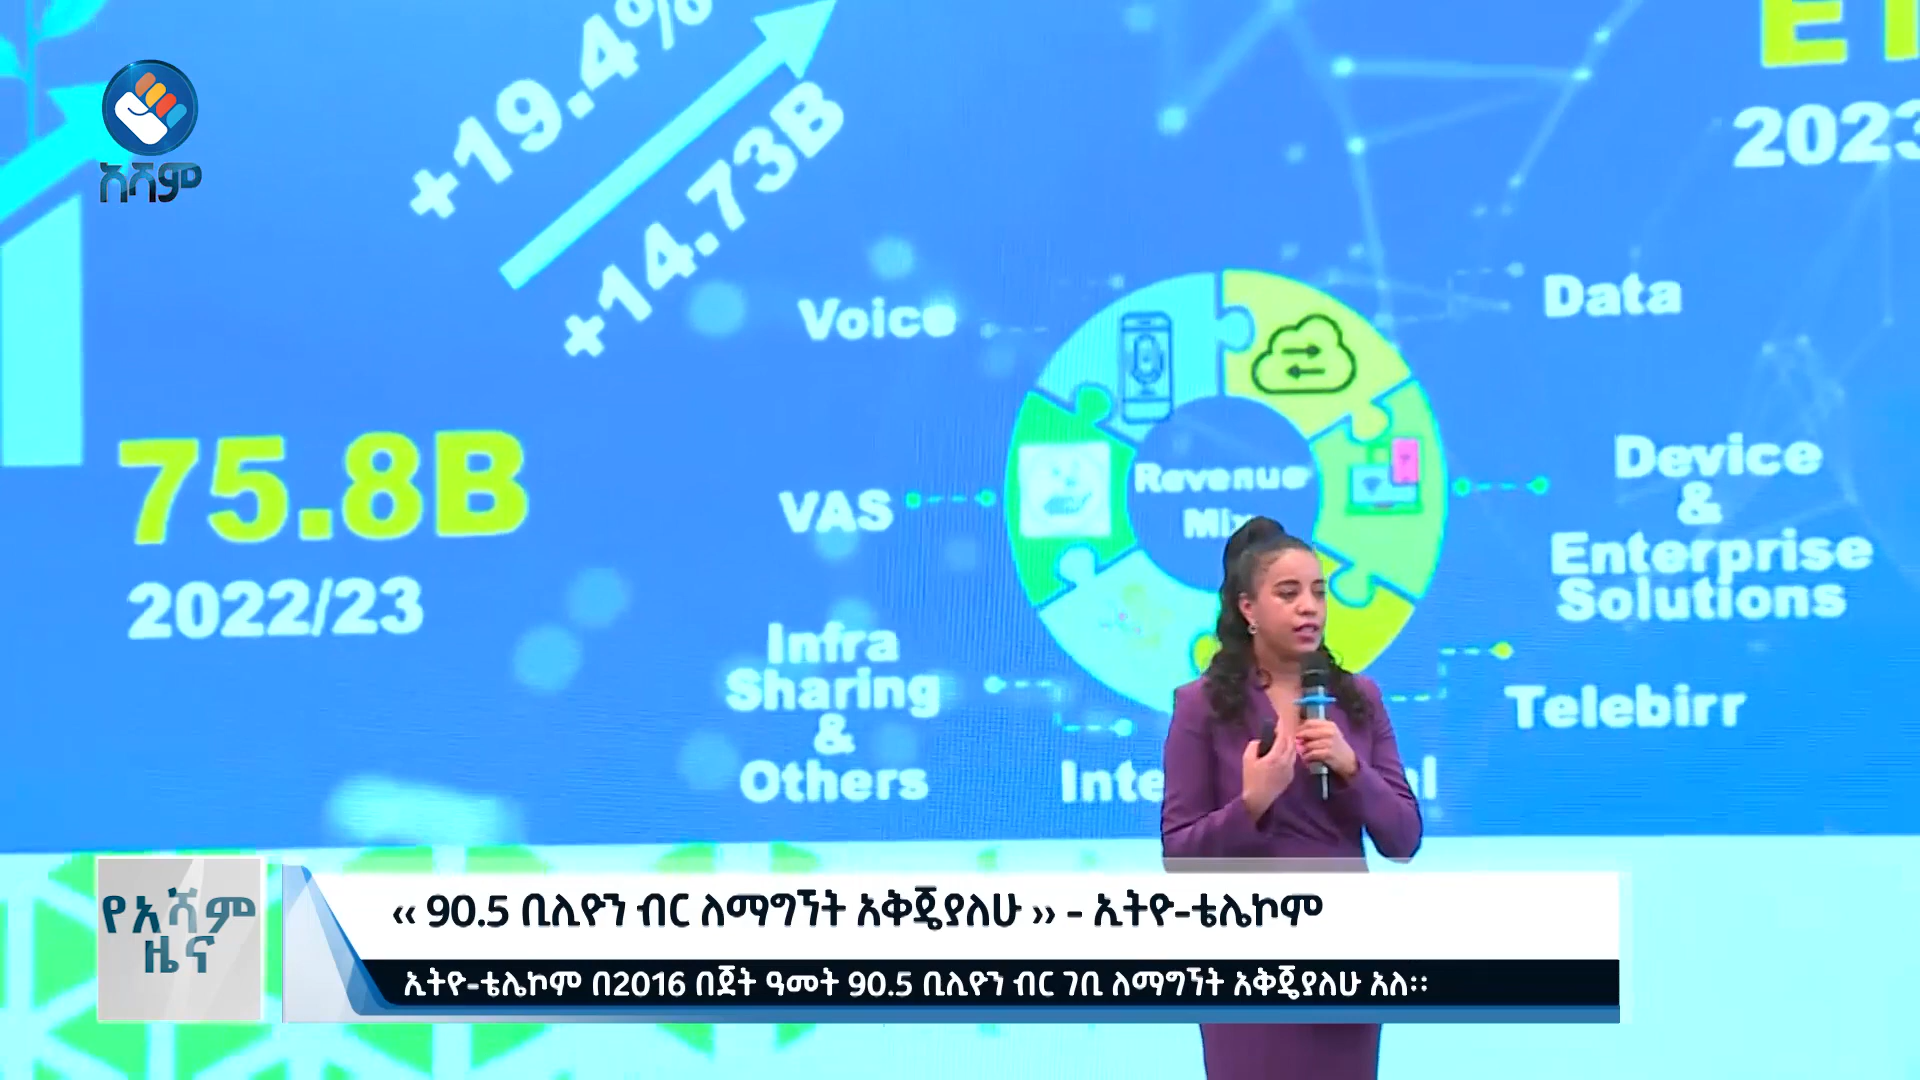 +19.4%
+14.73B
2023
አሻም
75.8B
2022/23
Voice
Data
VAS
Revenue
Mix
Device
&
Enterprise
Solutions
Infra
Sharing
&
Others
Telebirr
የአሻም
ዜና
‹‹ 90.5 ቢሊዮን ብር ለማግኘት አቅጄያለሁ ›› - ኢትዮ-ቴሌኮም
ኢትዮ-ቴሌኮም በ2016 በጀት ዓመት 90.5 ቢሊዮን ብር ገቢ ለማግኘት አቅጄያለሁ አለ።